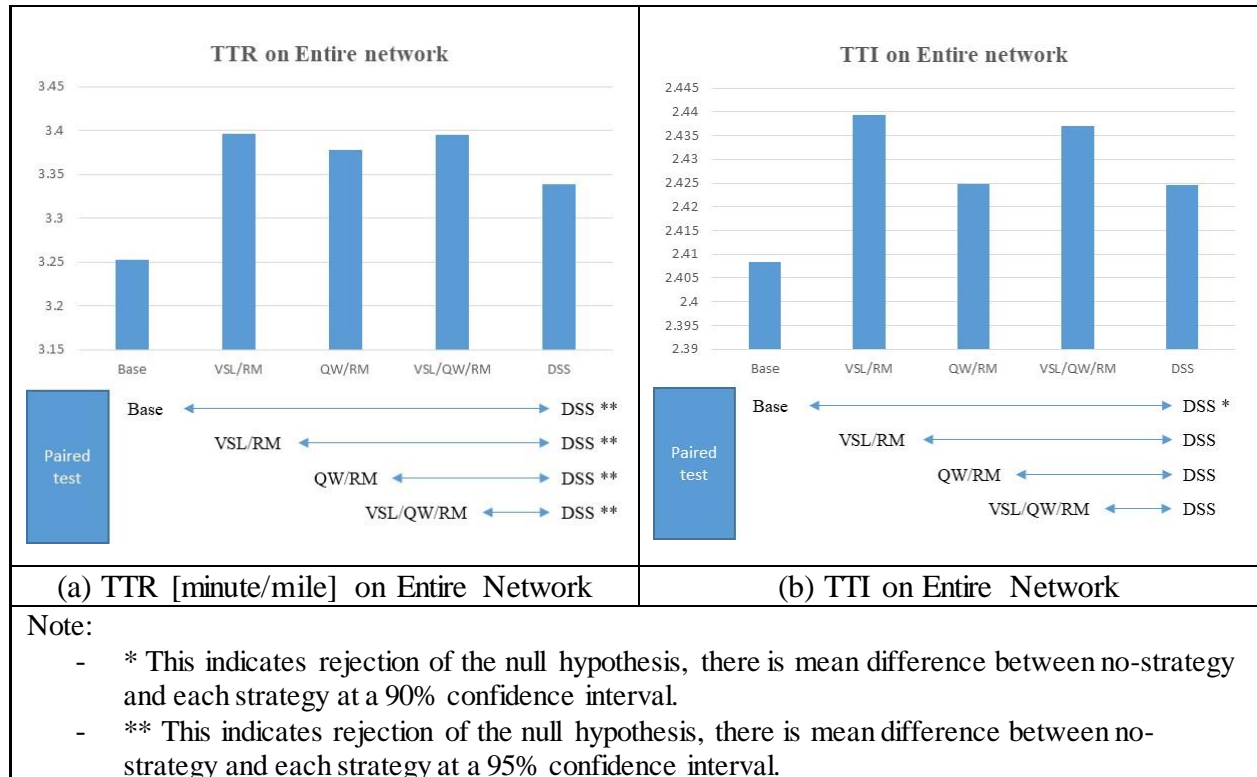 TTR on Entire network
3.45
3.4
3.35
3.3
3.25
3.2
3.15
Base VSL/RM QW/RM VSL/QW/RM DSS
Paired
test
Base DSS **
VSL/RM DSS **
QW/RM DSS **
VSL/QW/RM DSS **
(a) TTR [minute/mile] on Entire Network
TTI on Entire network
2.445
2.44
2.435
2.43
2.425
2.42
2.415
2.41
2.405
2.4
2.395
2.39
Base VSL/RM QW/RM VSL/QW/RM DSS
Paired
test
Base DSS *
VSL/RM DSS
QW/RM DSS
VSL/QW/RM DSS
(b) TTI on Entire Network
Note:
- * This indicates rejection of the null hypothesis, there is mean difference between no-strategy
and each strategy at a 90% confidence interval.
- ** This indicates rejection of the null hypothesis, there is mean difference between no-
strategy and each strategy at a 95% confidence interval.